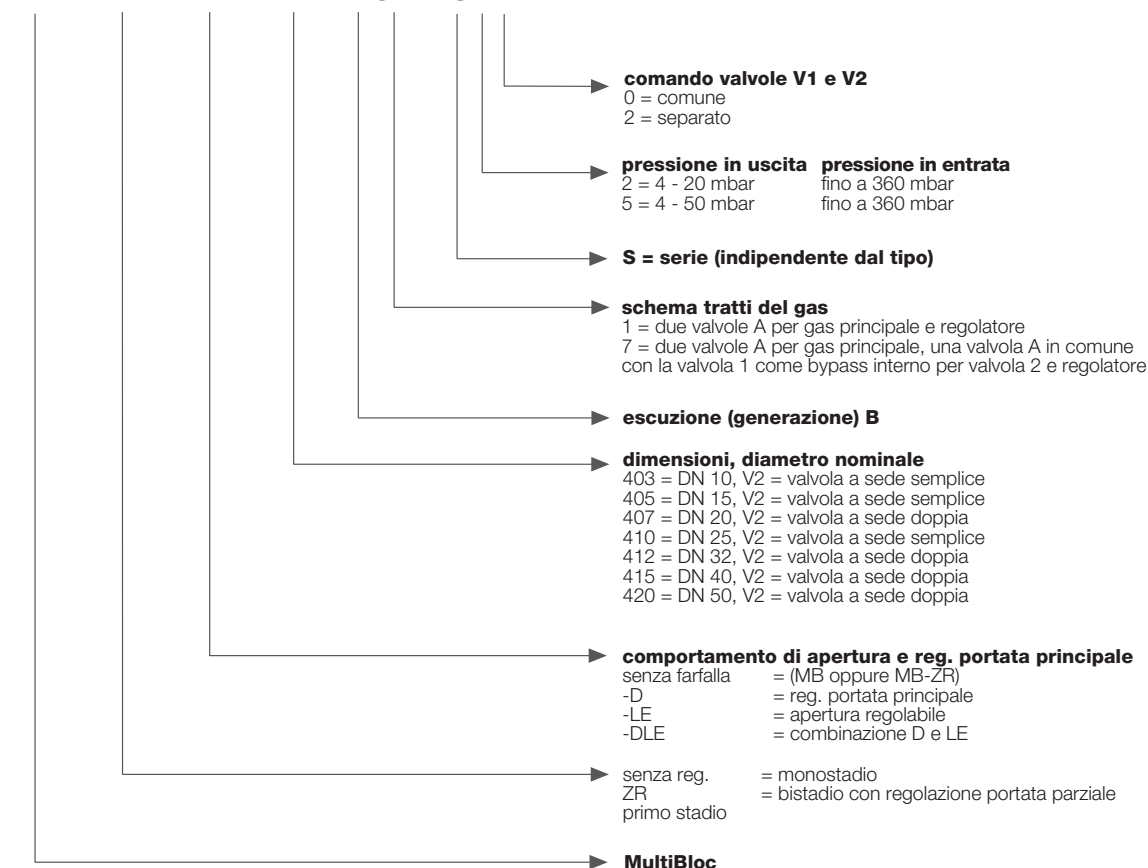 comando valvole V1 e V2
0 = comune
2 = separato
pressione in uscita pressione in entrata
2 = 4 - 20 mbar fino a 360 mbar
5 = 4 - 50 mbar fino a 360 mbar
S = serie (indipendente dal tipo)
schema tratti del gas
1 = due valvole A per gas principale e regolatore
7 = due valvole A per gas principale, una valvola A in comune
con la valvola 1 come bypass interno per valvola 2 e regolatore
escuzione (generazione) B
dimensioni, diametro nominale
403 = DN 10, V2 = valvola a sede semplice
405 = DN 15, V2 = valvola a sede semplice
407 = DN 20, V2 = valvola a sede doppia
410 = DN 25, V2 = valvola a sede semplice
412 = DN 32, V2 = valvola a sede doppia
415 = DN 40, V2 = valvola a sede doppia
420 = DN 50, V2 = valvola a sede doppia
comportamento di apertura e reg. portata principale
senza farfalla = (MB oppure MB-ZR)
-D = reg. portata principale
-LE = apertura regolabile
-DLE = combinazione D e LE
senza reg. = monostadio
ZR = bistadio con regolazione portata parziale
primo stadio
MultiBloc